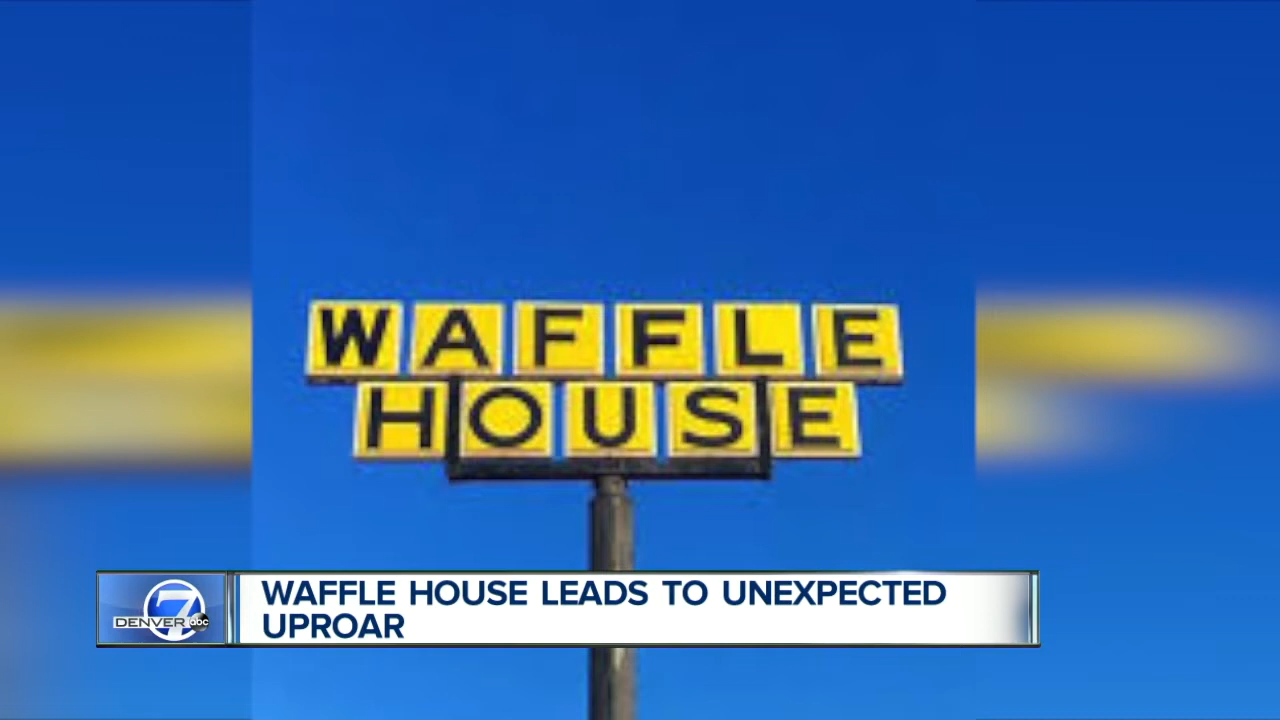 WAFFLE
HOUSE
WAFFLE HOUSE LEADS TO UNEXPECTED
UPROAR
DENVER 7 abc